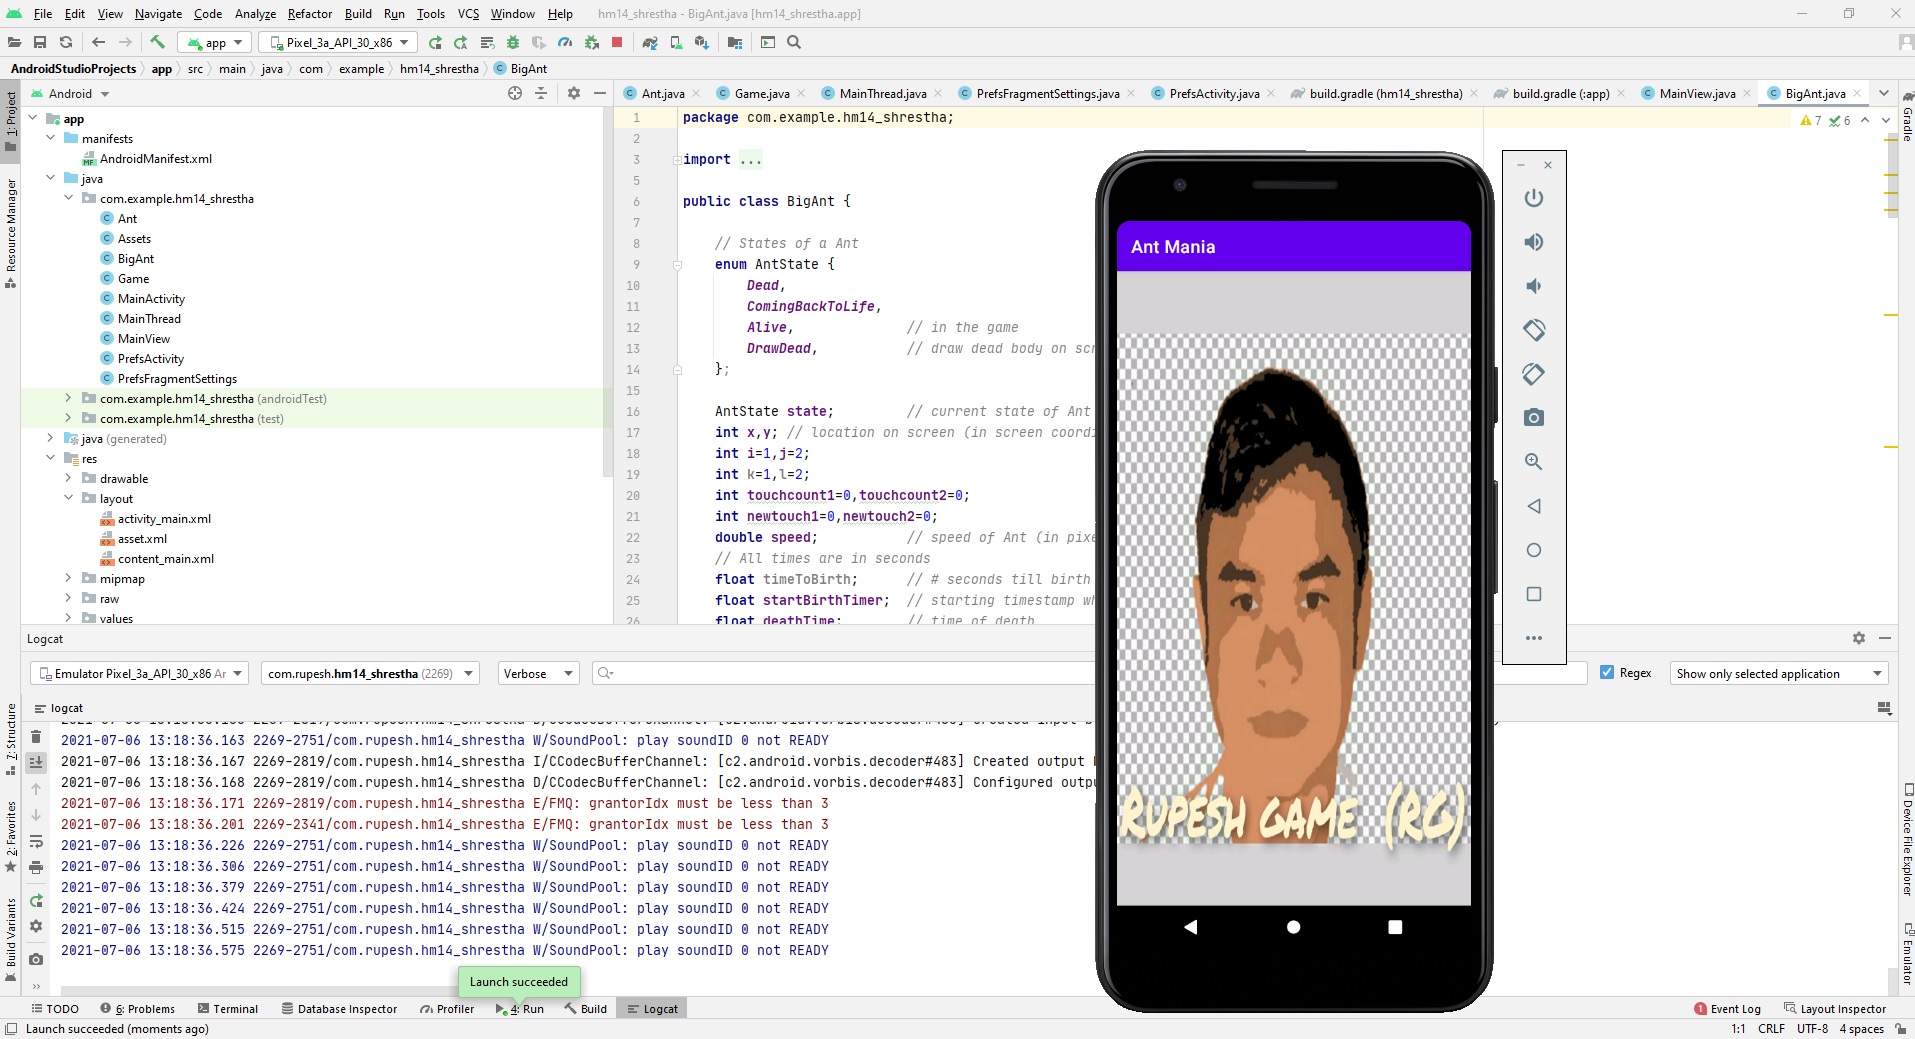 File Edit View Navigate Code Analyze Refactor Build Run Tools VCS Window Help hm14_shrestha - BigAnt.java [hm14_shrestha.app]
app Pixel_3a_API_30_x86
AndroidStudioProjects app src main java com example hm14_shrestha BigAnt
1: Project
Resource Manager
7: Structure
2: Favorites
Build Variants
Android
app
manifests
AndroidManifest.xml
java
com.example.hm14_shrestha
Ant
Assets
BigAnt
Game
MainActivity
MainThread
MainView
PrefsActivity
PrefsFragmentSettings
com.example.hm14_shrestha (androidTest)
com.example.hm14_shrestha (test)
java (generated)
res
drawable
layout
activity_main.xml
asset.xml
content_main.xml
mipmap
raw
values
Ant.java Game.java MainThread.java PrefsFragmentSettings.java PrefsActivity.java build.gradle (hm14_shrestha) build.gradle (:app) MainView.java BigAnt.java
7 6
1 package com.example.hm14_shrestha;
2
3 import ...
5
6 public class BigAnt {
7
8 // States of a Ant
9 enum AntState {
10 Dead,
11 ComingBackToLife,
12 Alive, // in the game
13 DrawDead, // draw dead body on scr
14 };
15
16 AntState state; // current state of Ant
17 int x,y; // location on screen (in screen coordi
18 int i=1,j=2;
19 int k=1,l=2;
20 int touchcount1=0,touchcount2=0;
21 int newtouch1=0,newtouch2=0;
22 double speed; // speed of Ant (in pixe
23 // All times are in seconds
24 float timeToBirth; // # seconds till birth
25 float startBirthTimer; // starting timestamp wh
26 float deathTime; // time of death
Ant Mania
RUPESH GAME (RG)
Gradle
Device File Explorer
Emulator
Logcat
Emulator Pixel_3a_API_30_x86 Ar com.rupesh.hm14_shrestha (2269) Verbose Regex Show only selected application
logcat
2021-07-06 13:18:36.163 2269-2751/com.rupesh.hm14_shrestha W/SoundPool: play soundID 0 not READY
2021-07-06 13:18:36.167 2269-2819/com.rupesh.hm14_shrestha I/CCodecBufferChannel: [c2.android.vorbis.decoder#483] Created output
2021-07-06 13:18:36.168 2269-2819/com.rupesh.hm14_shrestha D/CCodecBufferChannel: [c2.android.vorbis.decoder#483] Configured outpu
2021-07-06 13:18:36.171 2269-2819/com.rupesh.hm14_shrestha E/FMQ: grantorIdx must be less than 3
2021-07-06 13:18:36.201 2269-2341/com.rupesh.hm14_shrestha E/FMQ: grantorIdx must be less than 3
2021-07-06 13:18:36.226 2269-2751/com.rupesh.hm14_shrestha W/SoundPool: play soundID 0 not READY
2021-07-06 13:18:36.306 2269-2751/com.rupesh.hm14_shrestha W/SoundPool: play soundID 0 not READY
2021-07-06 13:18:36.379 2269-2751/com.rupesh.hm14_shrestha W/SoundPool: play soundID 0 not READY
2021-07-06 13:18:36.424 2269-2751/com.rupesh.hm14_shrestha W/SoundPool: play soundID 0 not READY
2021-07-06 13:18:36.515 2269-2751/com.rupesh.hm14_shrestha W/SoundPool: play soundID 0 not READY
2021-07-06 13:18:36.575 2269-2751/com.rupesh.hm14_shrestha W/SoundPool: play soundID 0 not READY
Launch succeeded
TODO 6: Problems Terminal Database Inspector Profiler 4: Run Build Logcat 1 Event Log Layout Inspector
Launch succeeded (moments ago) 1:1 CRLF UTF-8 4 spaces